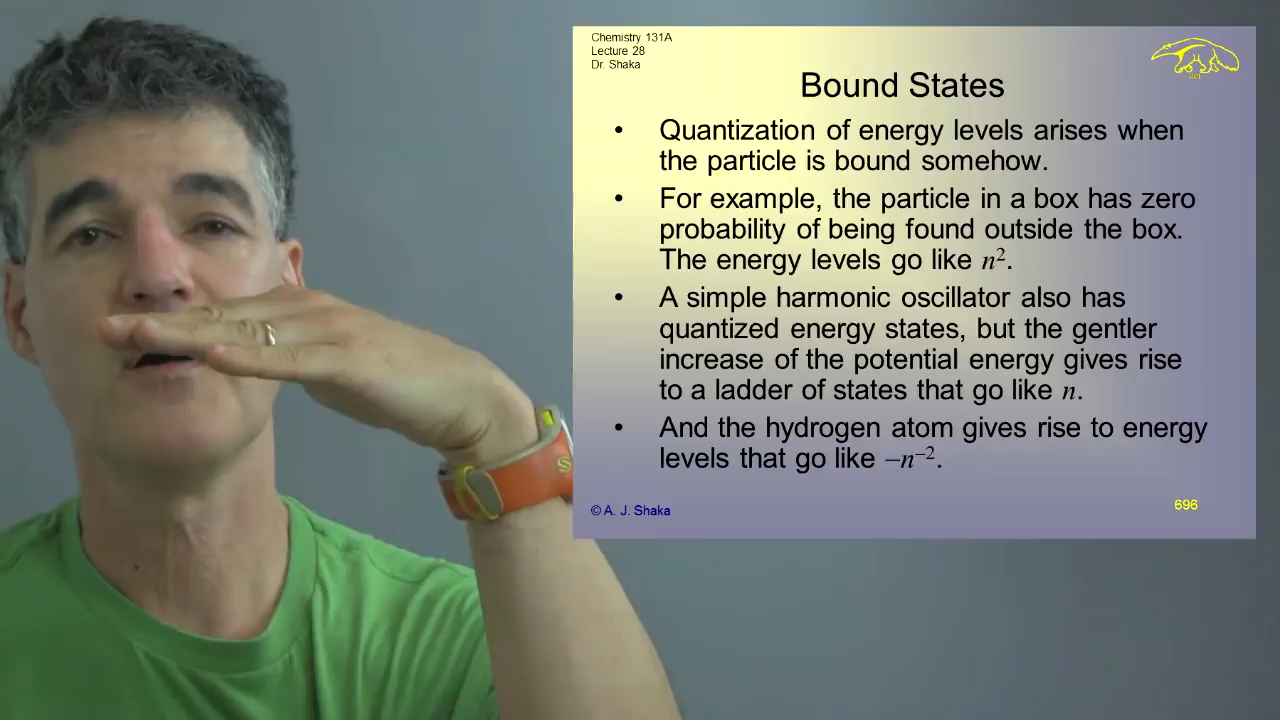 Chemistry 131A
Lecture 28
Dr. Shaka
UCI
Bound States
• Quantization of energy levels arises when
the particle is bound somehow.
• For example, the particle in a box has zero
probability of being found outside the box.
The energy levels go like n².
• A simple harmonic oscillator also has
quantized energy states, but the gentler
increase of the potential energy gives rise
to a ladder of states that go like n.
• And the hydrogen atom gives rise to energy
levels that go like –n⁻².
© A. J. Shaka
696